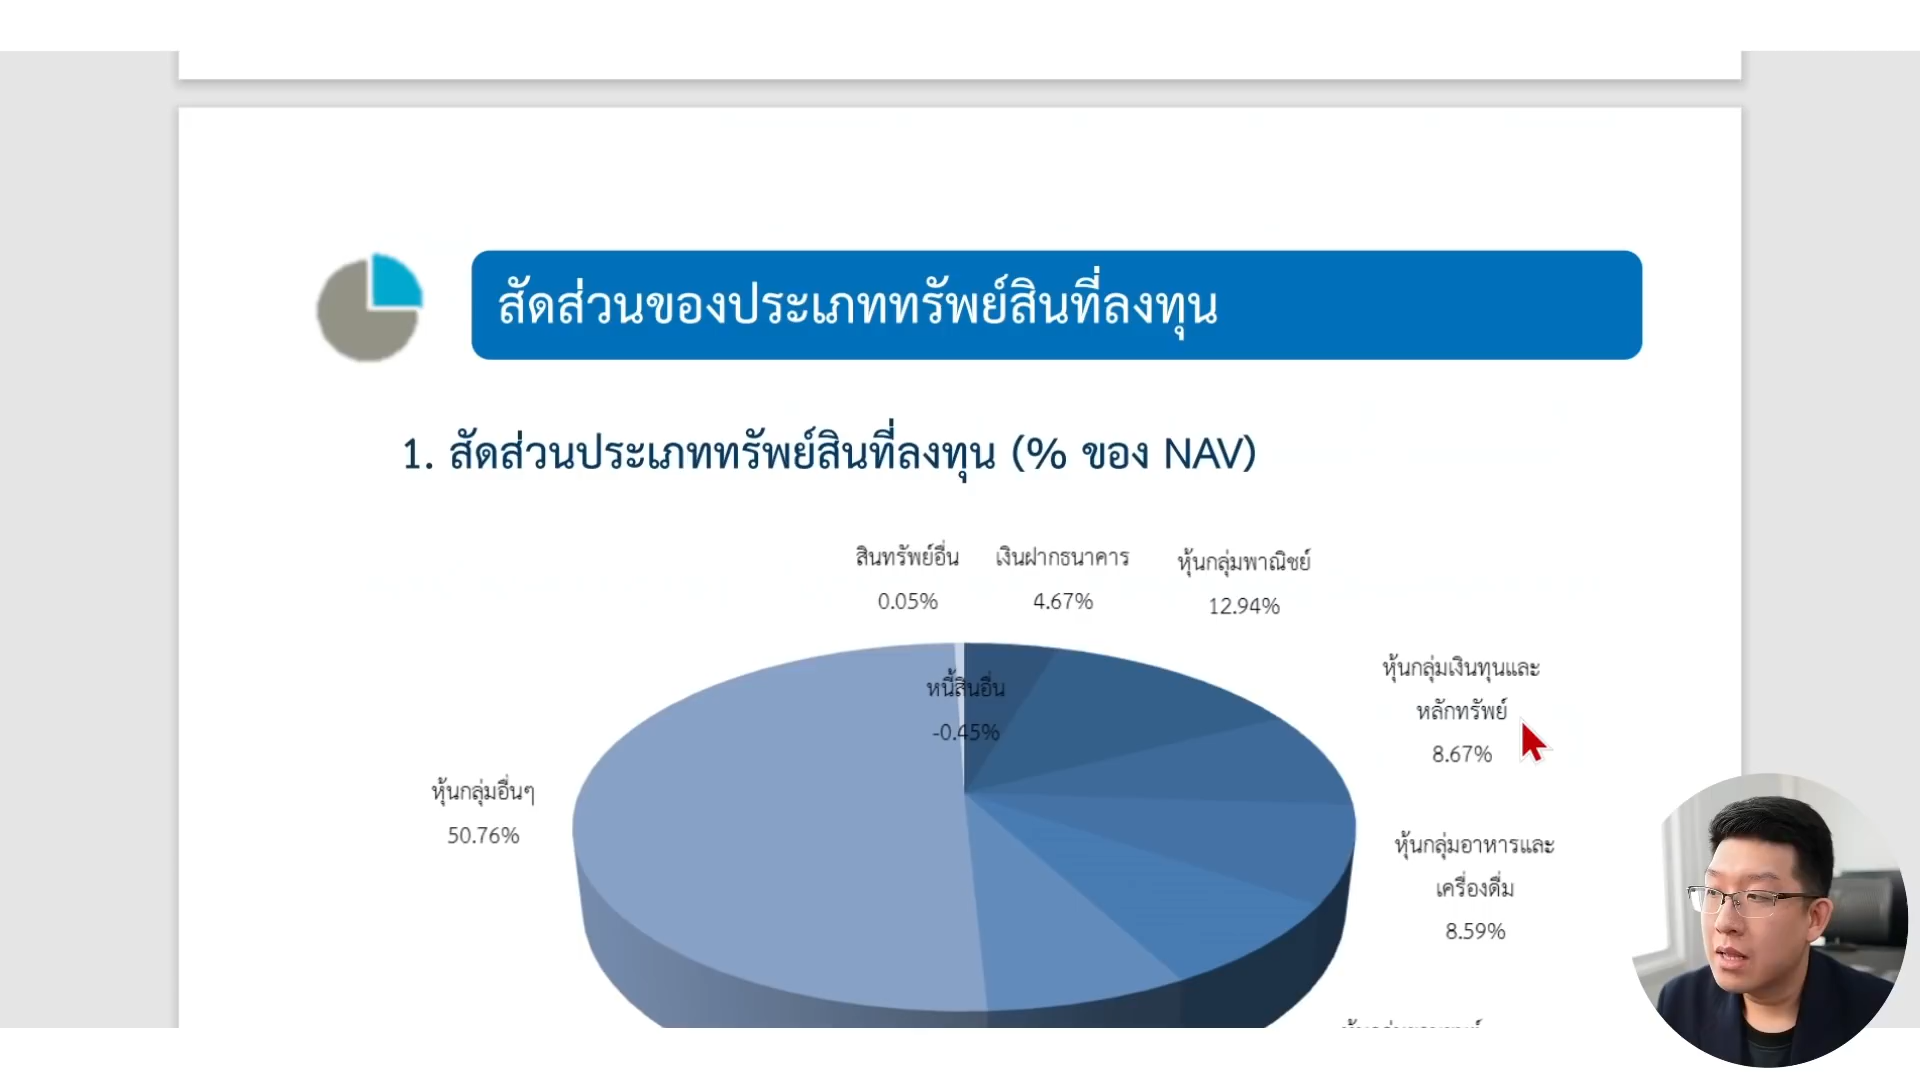 สัดส่วนของประเภททรัพย์สินที่ลงทุน
1. สัดส่วนประเภททรัพย์สินที่ลงทุน (% ของ NAV)
สินทรัพย์อื่น
0.05%
เงินฝากธนาคาร
4.67%
หุ้นกลุ่มพาณิชย์
12.94%
หุ้นกลุ่มเงินทุนและ
หลักทรัพย์
8.67%
หนี้สินอื่น
-0.45%
หุ้นกลุ่มอื่นๆ
50.76%
หุ้นกลุ่มอาหารและ
เครื่องดื่ม
8.59%